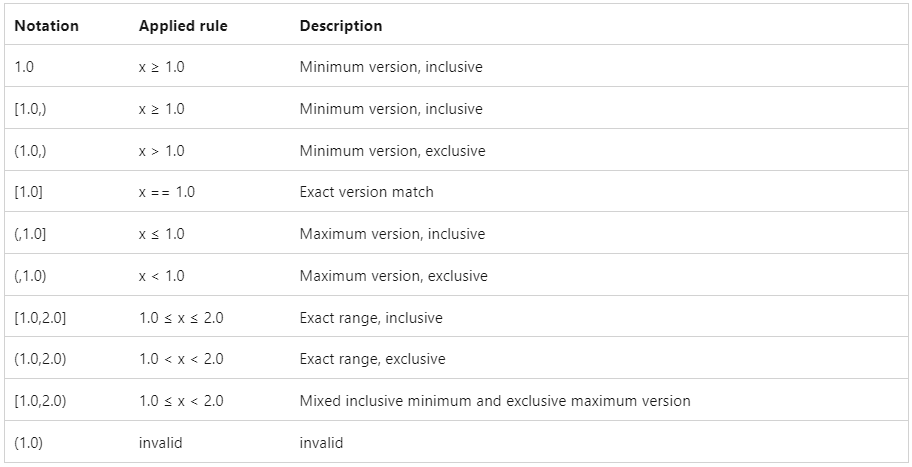 Notation Applied rule Description
1.0 x ≥ 1.0 Minimum version, inclusive
[1.0,) x ≥ 1.0 Minimum version, inclusive
(1.0,) x > 1.0 Minimum version, exclusive
[1.0] x == 1.0 Exact version match
(,1.0] x ≤ 1.0 Maximum version, inclusive
(,1.0) x < 1.0 Maximum version, exclusive
[1.0,2.0] 1.0 ≤ x ≤ 2.0 Exact range, inclusive
(1.0,2.0) 1.0 < x < 2.0 Exact range, exclusive
[1.0,2.0) 1.0 ≤ x < 2.0 Mixed inclusive minimum and exclusive maximum version
(1.0) invalid invalid